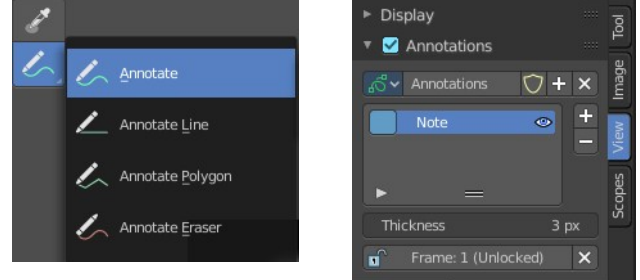 Annotate
Annotate Line
Annotate Polygon
Annotate Eraser
Display
Annotations
Annotations
Note
Thickness 3 px
Frame: 1 (Unlocked)
Tool
Image
View
Scopes